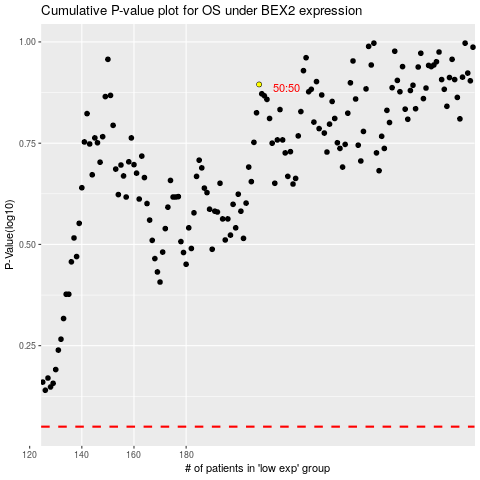 Cumulative P-value plot for OS under BEX2 expression
1.00
0.75
0.50
0.25
P-Value(log10)
50:50
120 140 160 180
# of patients in 'low exp' group